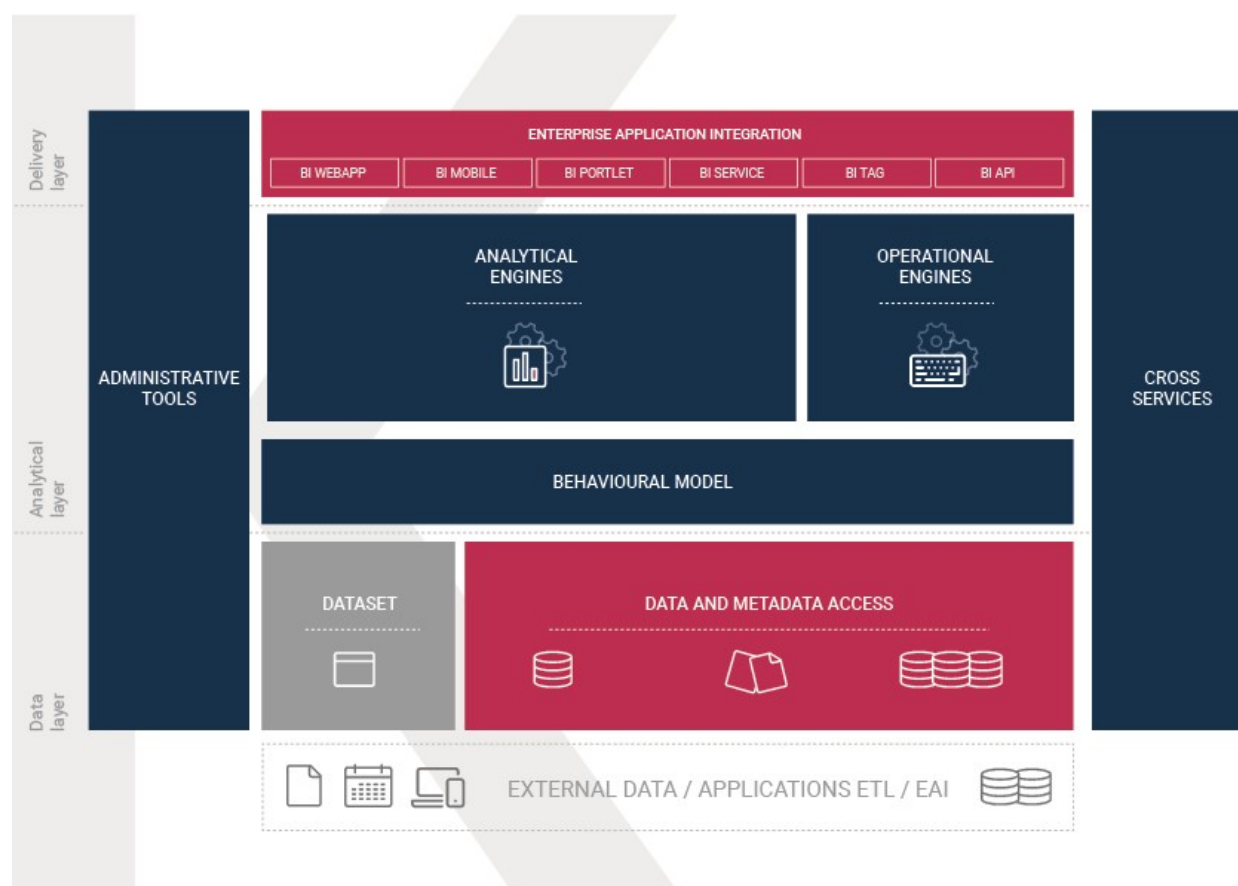 Delivery
layer
ENTERPRISE APPLICATION INTEGRATION
BI WEBAPP
BI MOBILE
BI PORTLET
BI SERVICE
BI TAG
BI API
ANALYTICAL
ENGINES
OPERATIONAL
ENGINES
ADMINISTRATIVE
TOOLS
CROSS
SERVICES
Analytical
layer
BEHAVIOURAL MODEL
DATASET
DATA AND METADATA ACCESS
Data
layer
EXTERNAL DATA / APPLICATIONS ETL / EAI